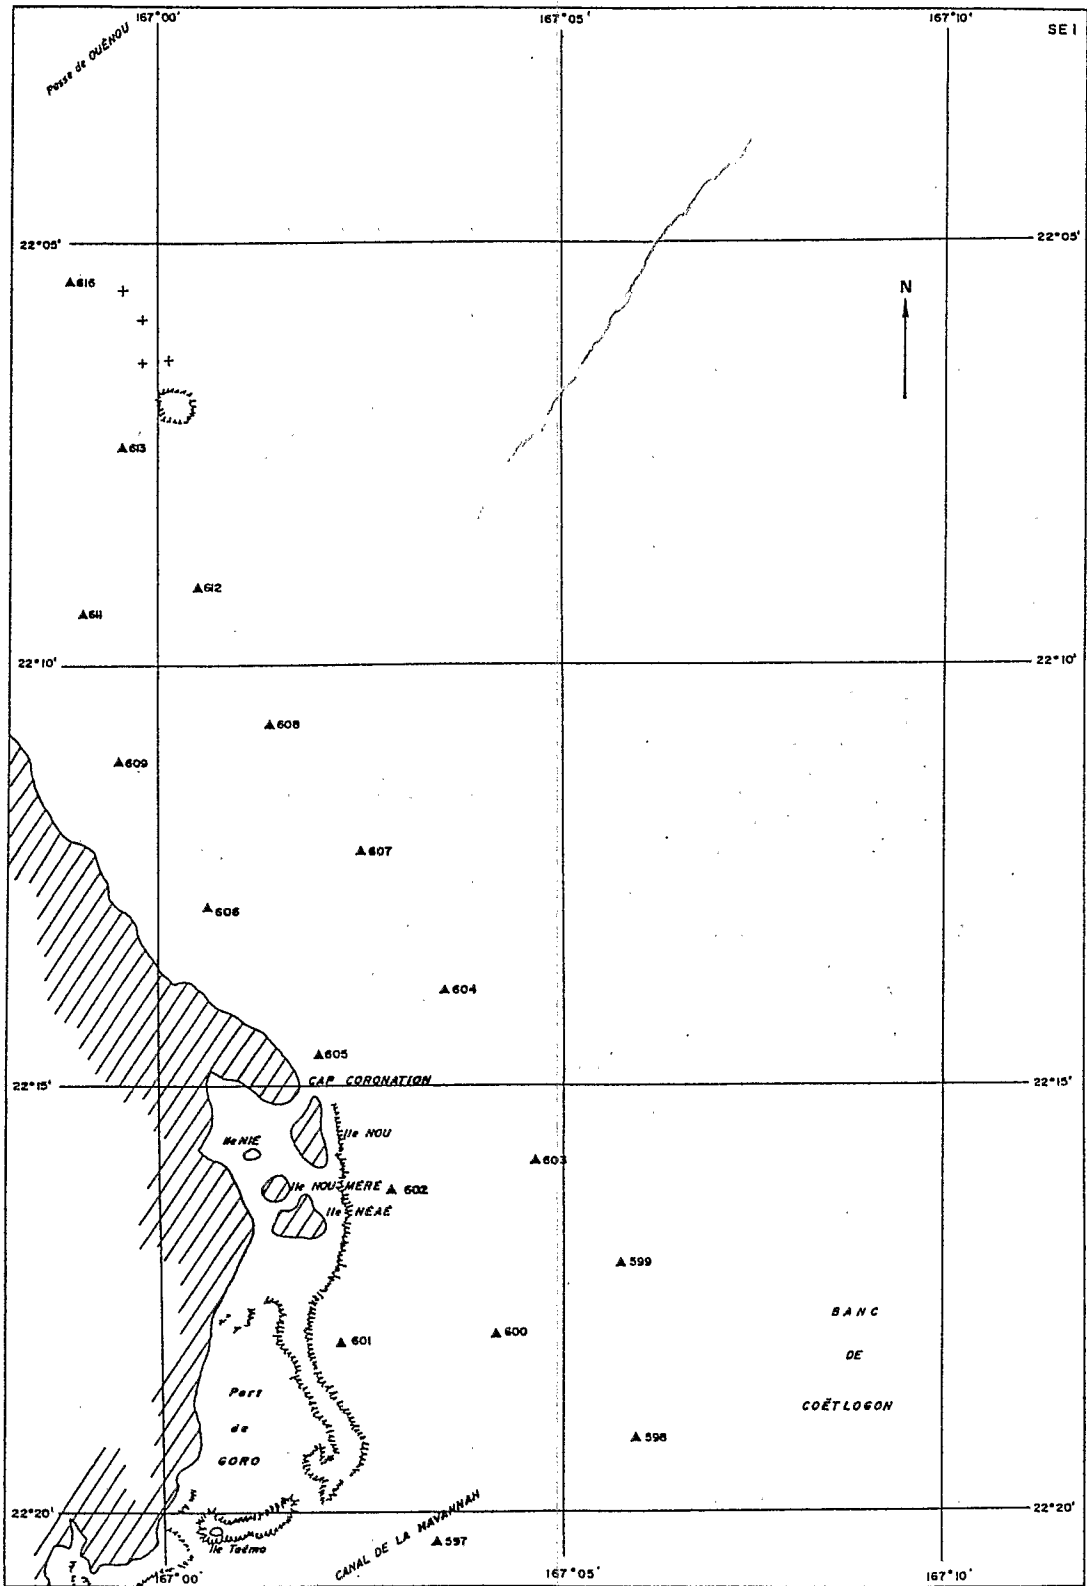 167°00'
167°05'
167°10'
SE 1
Passe de OUÉNOU
22°05'
22°05'
616
N
613
612
611
22°10'
22°10'
608
609
607
606
604
605
22°15'
CAP CORONATION
22°15'
Ile NOU
Ile NIÉ
603
Ile NOU MÉRÉ
602
Ile NÉAÉ
599
BANC
600
601
DE
Port
COËTLOGON
de
598
GORO
22°20'
22°20'
CANAL DE LA HAVANNAH
597
Ile Taémo
167°00'
167°05'
167°10'